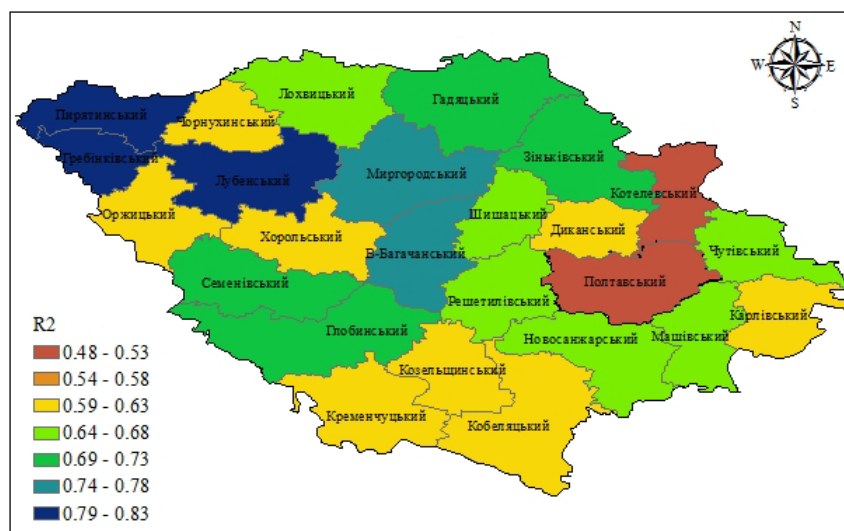 N
W E
S
Лохвицький
Гадяцький
Пирятинський
Чорнухинський
Гребінківський
Зіньківський
Лубенський
Миргородський
Котелевський
Оржицький
Шишацький
Диканський
Хорольський
В-Багачанський
Чутівський
Семенівський
Полтавський
Решетилівський
Карлівський
Глобинський
Новосанжарський
Машівський
Козельщинський
Кременчуцький
Кобеляцький
R2
0.48 - 0.53
0.54 - 0.58
0.59 - 0.63
0.64 - 0.68
0.69 - 0.73
0.74 - 0.78
0.79 - 0.83